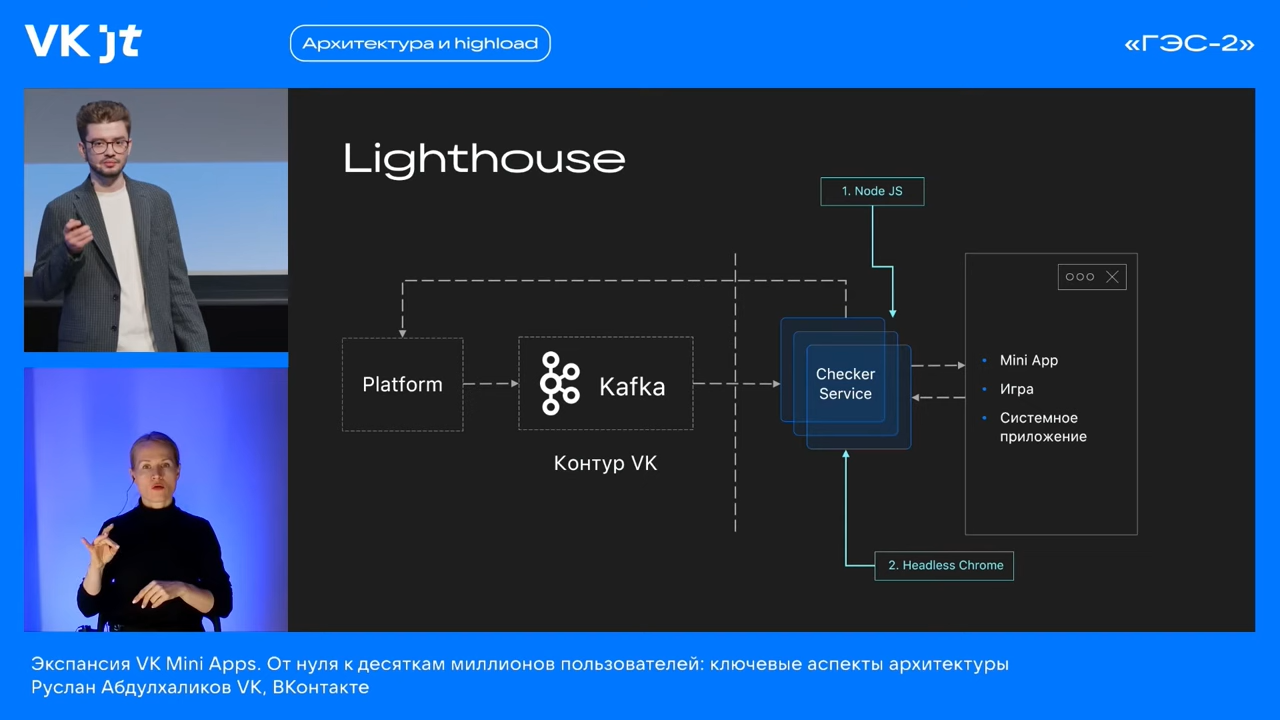 VK jt
Архитектура и highload
«ГЭС-2»
Lighthouse
1. Node JS
Platform
Kafka
Контур VK
Checker
Service
Mini App
Игра
Системное
приложение
2. Headless Chrome
Экспансия VK Mini Apps. От нуля к десяткам миллионов пользователей: ключевые аспекты архитектуры
Руслан Абдулхаликов VK, ВКонтакте